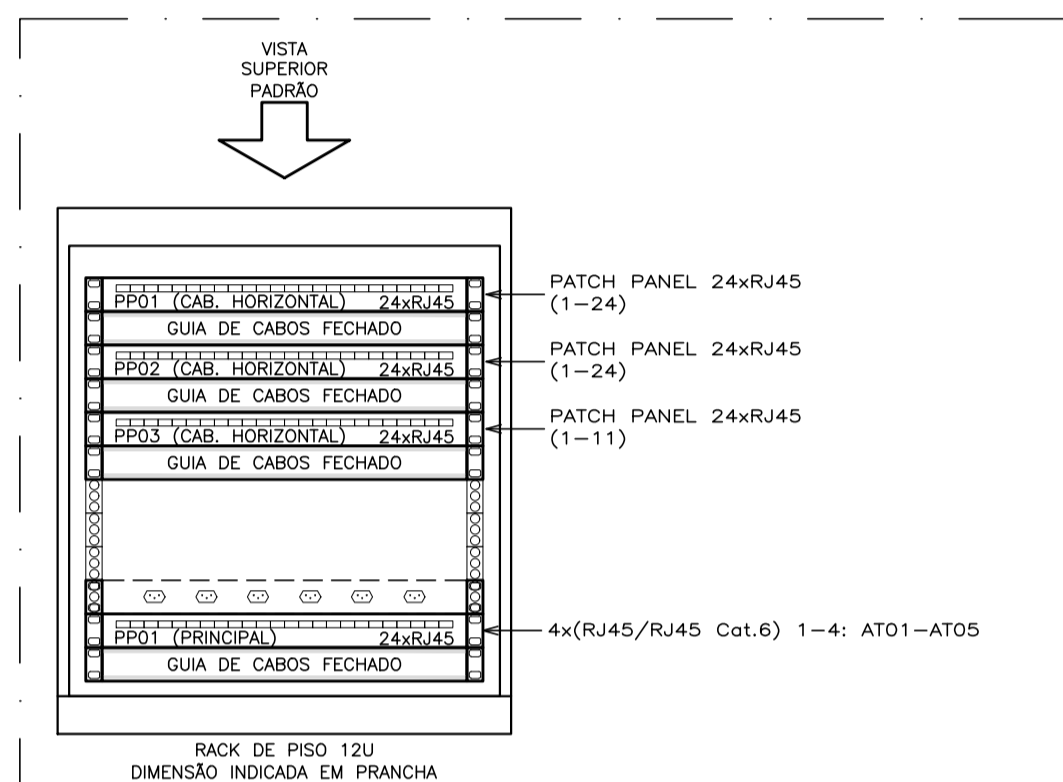 VISTA
SUPERIOR
PADRÃO
PP01 (CAB. HORIZONTAL) 24xRJ45
PATCH PANEL 24xRJ45
(1-24)
GUIA DE CABOS FECHADO
PP02 (CAB. HORIZONTAL) 24xRJ45
PATCH PANEL 24xRJ45
(1-24)
GUIA DE CABOS FECHADO
PP03 (CAB. HORIZONTAL) 24xRJ45
PATCH PANEL 24xRJ45
(1-11)
GUIA DE CABOS FECHADO
PP01 (PRINCIPAL) 24xRJ45
4x(RJ45/RJ45 Cat.6) 1-4: AT01-AT05
GUIA DE CABOS FECHADO
RACK DE PISO 12U
DIMENSÃO INDICADA EM PRANCHA